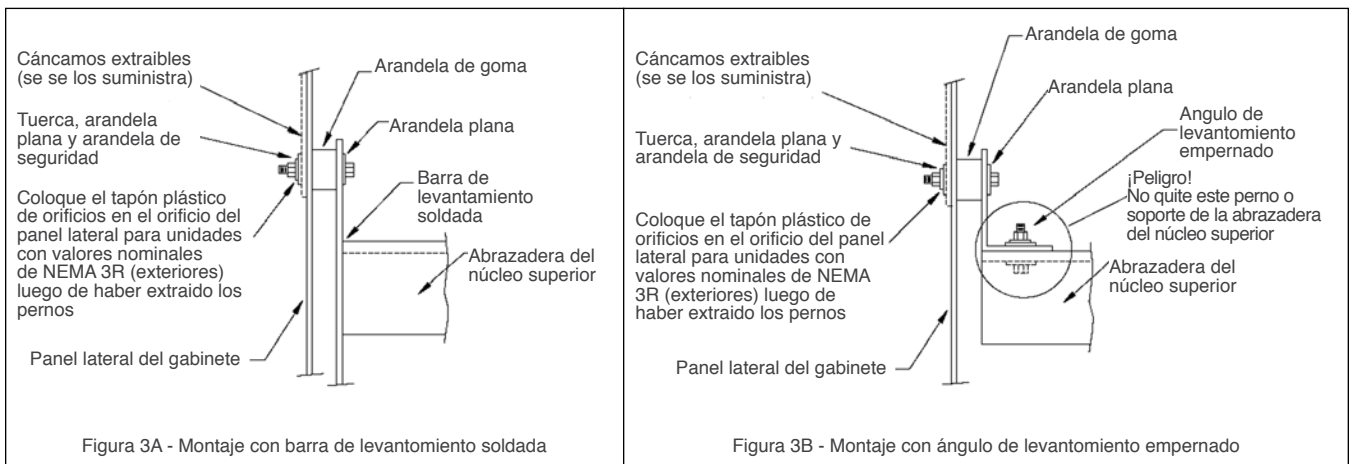 Cáncamos extraibles
(se se los suministra)
Arandela de goma
Tuerca, arandela
plana y arandela de
seguridad
Arandela plana
Coloque el tapón plástico
de orificios en el orificio del
panel lateral para unidades
con valores nominales
de NEMA 3R (exteriores)
luego de haber extraido los
pernos
Barra de
levantamiento
soldada
Abrazadera del
núcleo superior
Panel lateral del gabinete
Figura 3A - Montaje con barra de levantomiento soldada
Arandela de goma
Cáncamos extraibles
(se se los suministra)
Arandela plana
Tuerca, arandela plana y
arandela de seguridad
Angulo de
levantomiento
empernado
¡Peligro!
No quite este perno o
soporte de la abrazadera
del núcleo superior
Coloque el tapón plástico de
orificios en el orificio del panel
lateral para unidades con
valores nominales de NEMA
3R (exteriores) luego de
haber extraido los pernos
Abrazadera del
núcleo superior
Panel lateral del gabinete
Figura 3B - Montaje con ángulo de levantomiento empernado